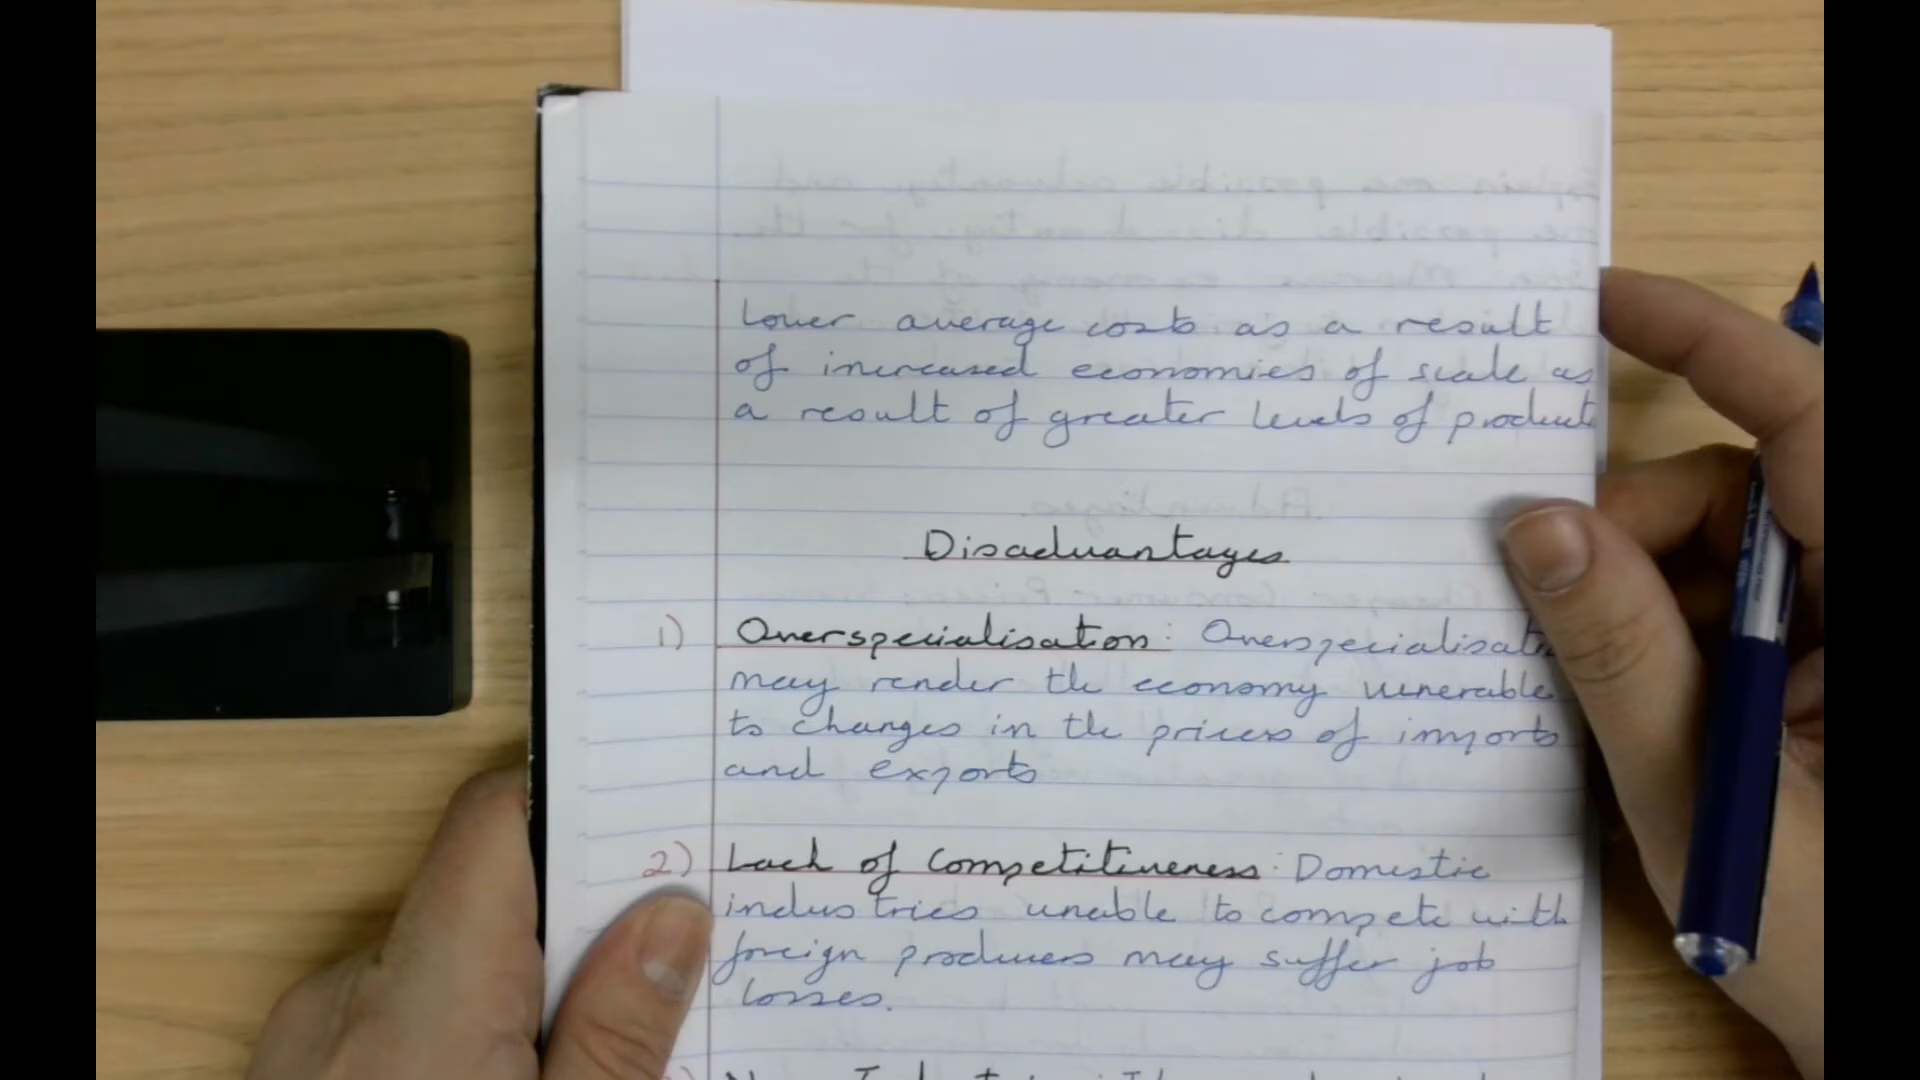 Lower average costs as a result
of increased economies of scale as
a result of greater levels of product
Disadvantages
1) Overspecialisation: Overspecialisatio
may render the economy vunerable
to changes in the prices of imports
and exports
2) Lack of Competitiveness: Domestic
industries unable to compete with
foreign producers may suffer job
losses.